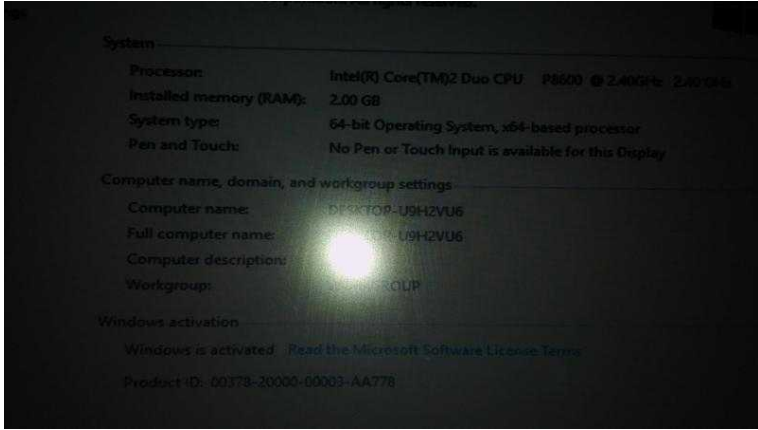 All rights reserved.
System
Processor: Intel(R) Core(TM)2 Duo CPU P8600 @ 2.40GHz 2.40 GHz
Installed memory (RAM): 2.00 GB
System type: 64-bit Operating System, x64-based processor
Pen and Touch: No Pen or Touch Input is available for this Display
Computer name, domain, and workgroup settings
Computer name: DESKTOP-U9H2VU6
Full computer name: U9H2VU6
Computer description:
Workgroup:
Windows activation
Windows is activated Read the Microsoft Software License Terms
Product ID: 00378-20000-00003-AA778